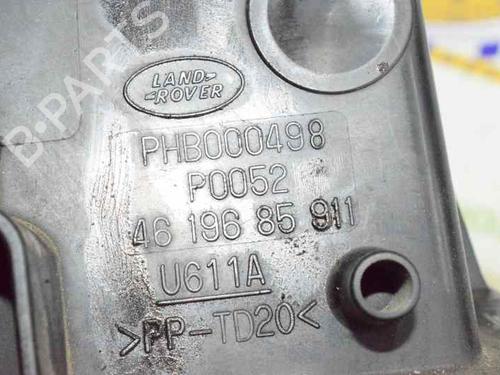 B-PARTS
LAND-
-ROVER
PHB000498
P0052
46 196 85 911
U611A
>PP-TD20<